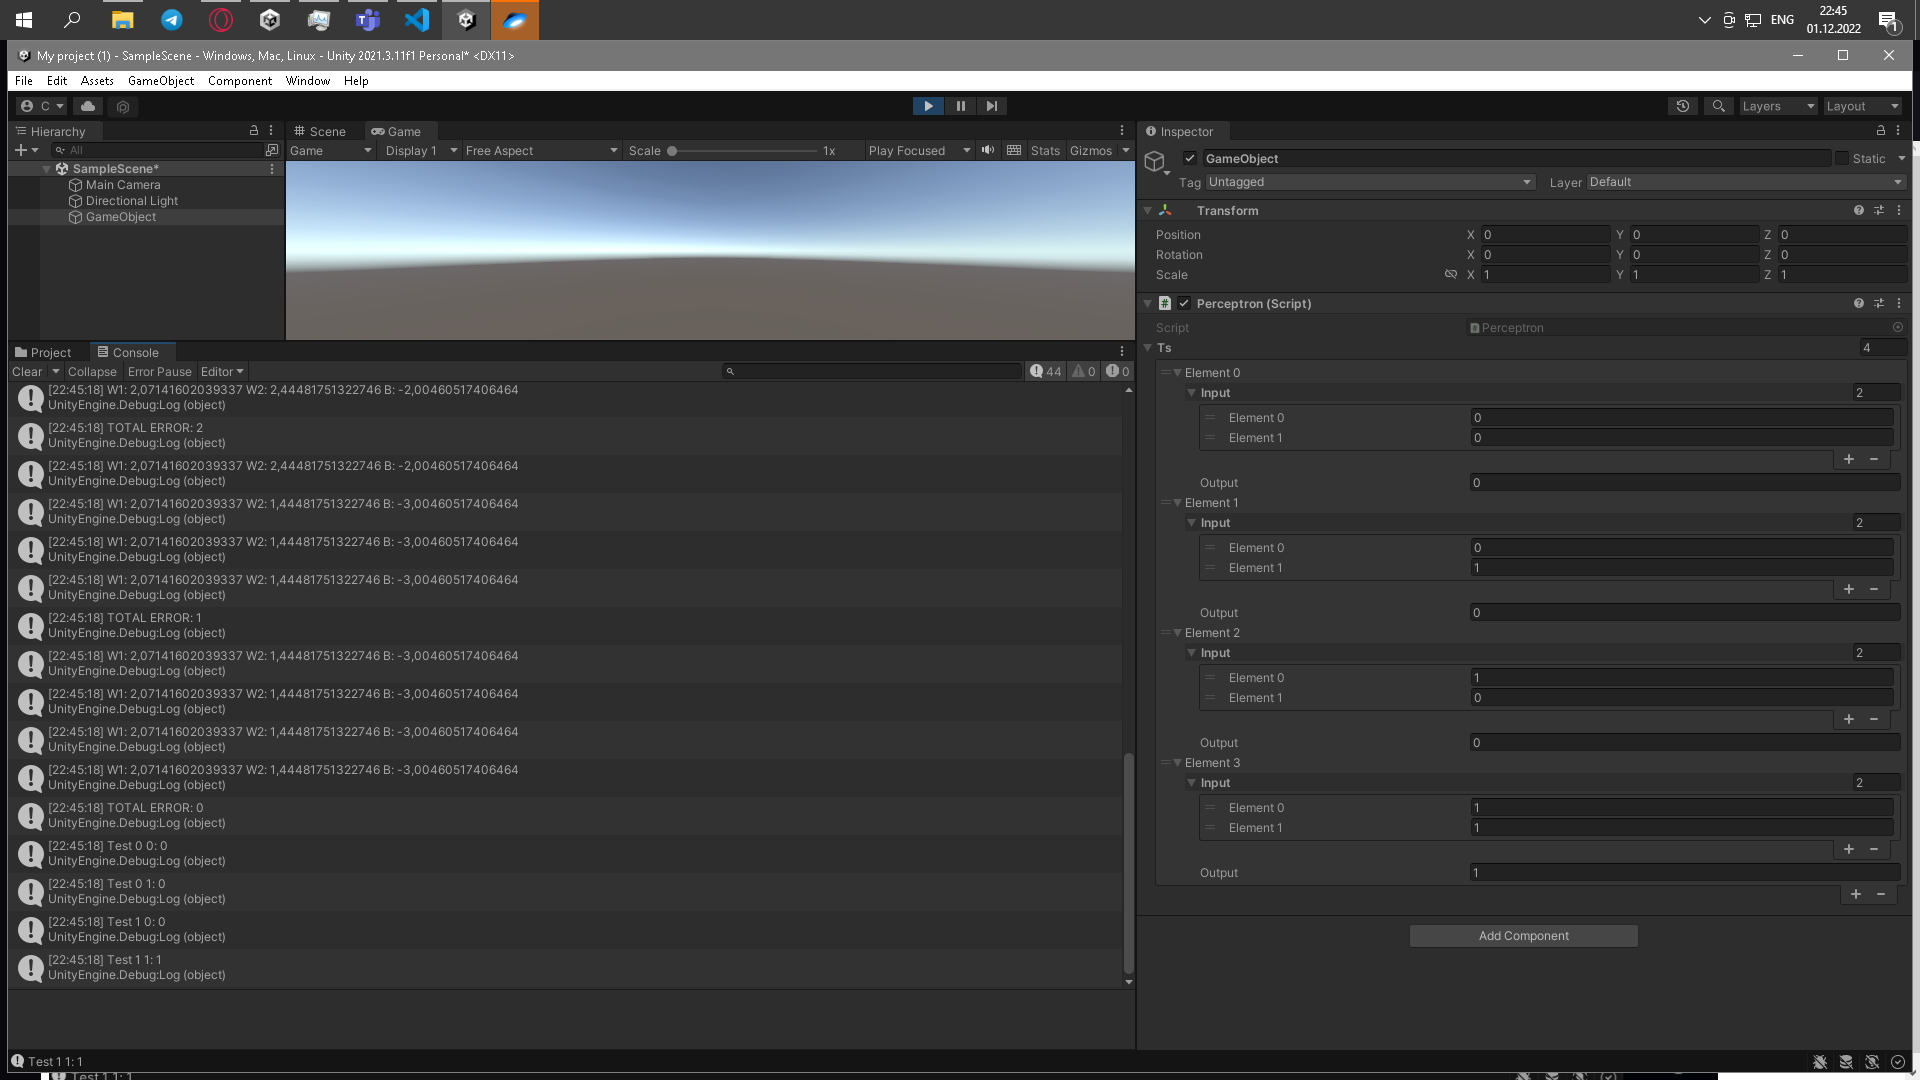 ENG
22:45
01.12.2022
1
My project (1) - SampleScene - Windows, Mac, Linux - Unity 2021.3.11f1 Personal* <DX11>
File Edit Assets GameObject Component Window Help
C
Layers
Layout
Hierarchy
All
SampleScene*
Main Camera
Directional Light
GameObject
Scene
Game
Game
Display 1
Free Aspect
Scale
1x
Play Focused
Stats
Gizmos
Project
Console
Clear
Collapse
Error Pause
Editor
44
0
0
[22:45:18] W1: 2,07141602039337 W2: 2,44481751322746 B: -2,00460517406464
UnityEngine.Debug:Log (object)
[22:45:18] TOTAL ERROR: 2
UnityEngine.Debug:Log (object)
[22:45:18] W1: 2,07141602039337 W2: 2,44481751322746 B: -2,00460517406464
UnityEngine.Debug:Log (object)
[22:45:18] W1: 2,07141602039337 W2: 1,44481751322746 B: -3,00460517406464
UnityEngine.Debug:Log (object)
[22:45:18] W1: 2,07141602039337 W2: 1,44481751322746 B: -3,00460517406464
UnityEngine.Debug:Log (object)
[22:45:18] W1: 2,07141602039337 W2: 1,44481751322746 B: -3,00460517406464
UnityEngine.Debug:Log (object)
[22:45:18] TOTAL ERROR: 1
UnityEngine.Debug:Log (object)
[22:45:18] W1: 2,07141602039337 W2: 1,44481751322746 B: -3,00460517406464
UnityEngine.Debug:Log (object)
[22:45:18] W1: 2,07141602039337 W2: 1,44481751322746 B: -3,00460517406464
UnityEngine.Debug:Log (object)
[22:45:18] W1: 2,07141602039337 W2: 1,44481751322746 B: -3,00460517406464
UnityEngine.Debug:Log (object)
[22:45:18] W1: 2,07141602039337 W2: 1,44481751322746 B: -3,00460517406464
UnityEngine.Debug:Log (object)
[22:45:18] TOTAL ERROR: 0
UnityEngine.Debug:Log (object)
[22:45:18] Test 0 0: 0
UnityEngine.Debug:Log (object)
[22:45:18] Test 0 1: 0
UnityEngine.Debug:Log (object)
[22:45:18] Test 1 0: 0
UnityEngine.Debug:Log (object)
[22:45:18] Test 1 1: 1
UnityEngine.Debug:Log (object)
Inspector
GameObject
Static
Tag Untagged
Layer Default
Transform
Position X 0 Y 0 Z 0
Rotation X 0 Y 0 Z 0
Scale X 1 Y 1 Z 1
# Perceptron (Script)
Script Perceptron
Ts 4
Element 0
Input 2
Element 0 0
Element 1 0
Output 0
Element 1
Input 2
Element 0 0
Element 1 1
Output 0
Element 2
Input 2
Element 0 1
Element 1 0
Output 0
Element 3
Input 2
Element 0 1
Element 1 1
Output 1
Add Component
Test 1 1: 1
Test 1 1: 1